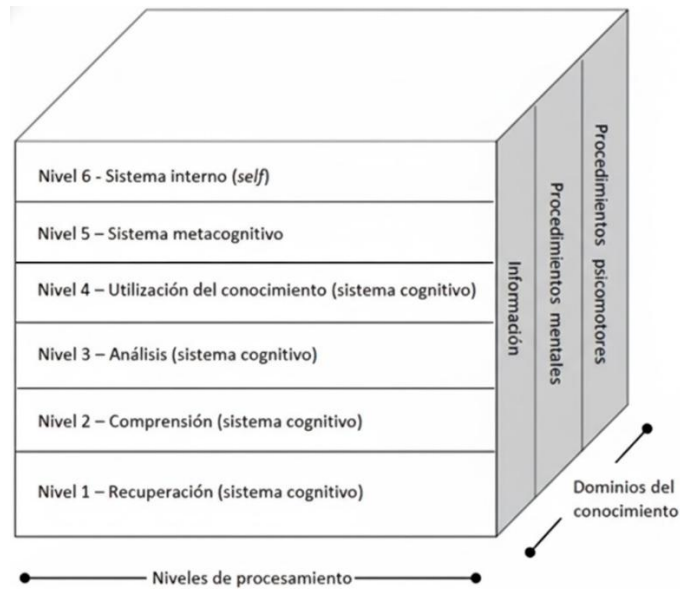 Nivel 6 - Sistema interno (self)
Nivel 5 – Sistema metacognitivo
Nivel 4 – Utilización del conocimiento (sistema cognitivo)
Nivel 3 – Análisis (sistema cognitivo)
Nivel 2 – Comprensión (sistema cognitivo)
Nivel 1 – Recuperación (sistema cognitivo)
Información
Procedimientos mentales
Procedimientos psicomotores
Dominios del
conocimiento
Niveles de procesamiento